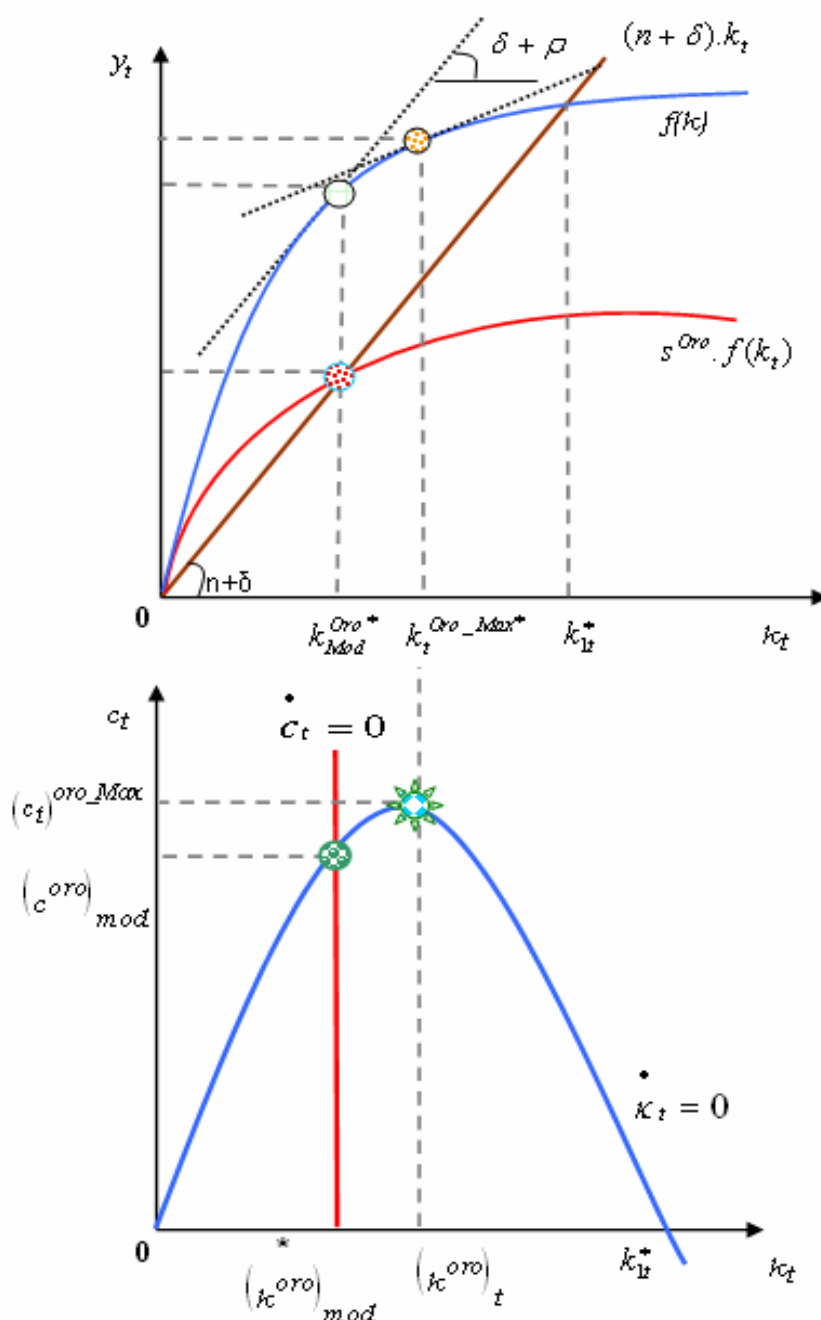 y_t
δ + ρ
(n + δ).k_t
f(k)
s^Oro.f(k_t)
n+δ
0
k_Mod^Oro*
k_t^Oro_Max*
k_1t^*
k_t
c_t
ċ_t = 0
(c_t)^oro_Max
(c^oro)_mod
k̇_t = 0
0
(k^oro)^*_mod
(k^oro)_t
k_1t^*
k_t